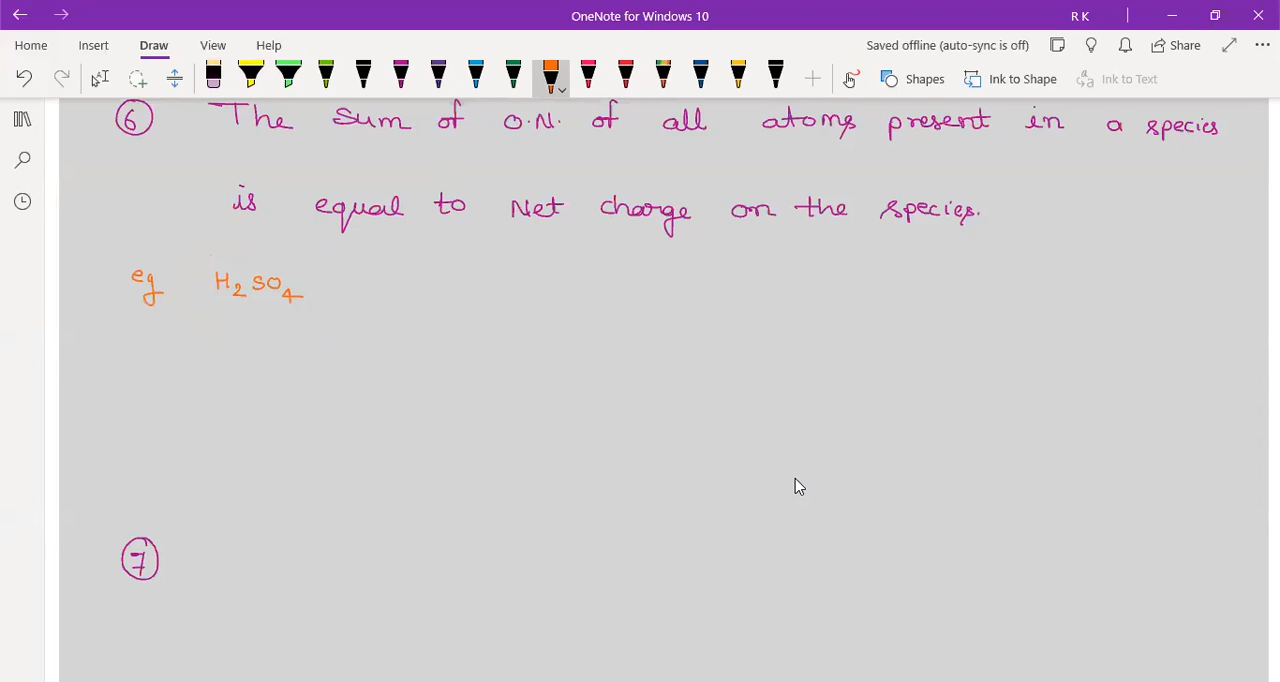 OneNote for Windows 10
R K
Home Insert Draw View Help
Saved offline (auto-sync is off) Share
Shapes Ink to Shape Ink to Text
6 The Sum of O.N. of all atoms present in a species
is equal to Net charge on the species.
eg H₂SO₄
7